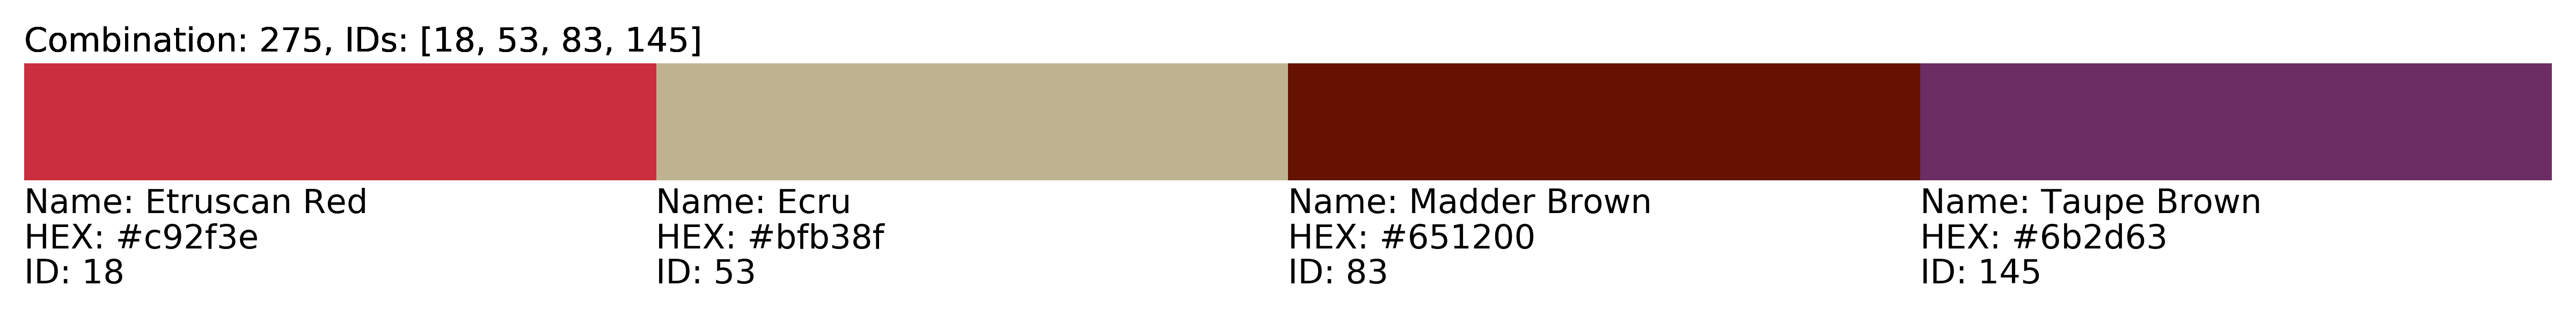 Combination: 275, IDs: [18, 53, 83, 145]
Name: Etruscan Red
HEX: #c92f3e
ID: 18
Name: Ecru
HEX: #bfb38f
ID: 53
Name: Madder Brown
HEX: #651200
ID: 83
Name: Taupe Brown
HEX: #6b2d63
ID: 145